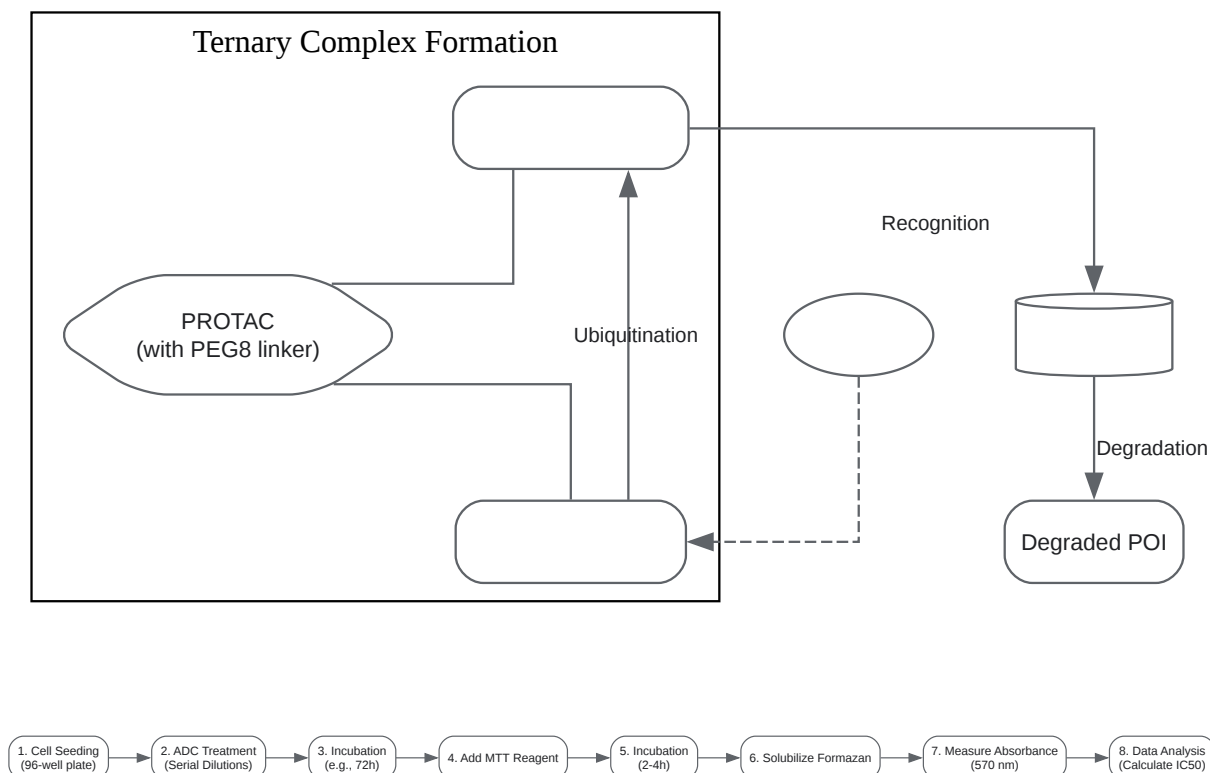 Ternary Complex Formation
Recognition
PROTAC
(with PEG8 linker)
Ubiquitination
Degradation
Degraded POI
1. Cell Seeding
(96-well plate)
2. ADC Treatment
(Serial Dilutions)
3. Incubation
(e.g., 72h)
4. Add MTT Reagent
5. Incubation
(2-4h)
6. Solubilize Formazan
7. Measure Absorbance
(570 nm)
8. Data Analysis
(Calculate IC50)